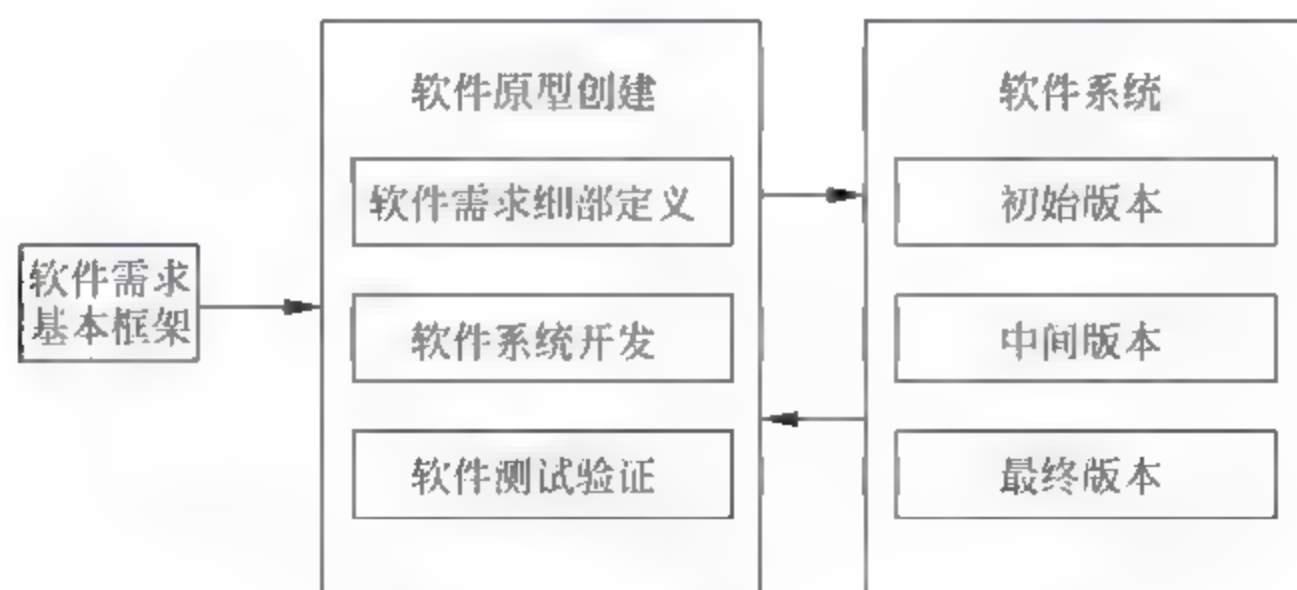 软件需求
基本框架
软件原型创建
软件需求细部定义
软件系统开发
软件测试验证
软件系统
初始版本
中间版本
最终版本